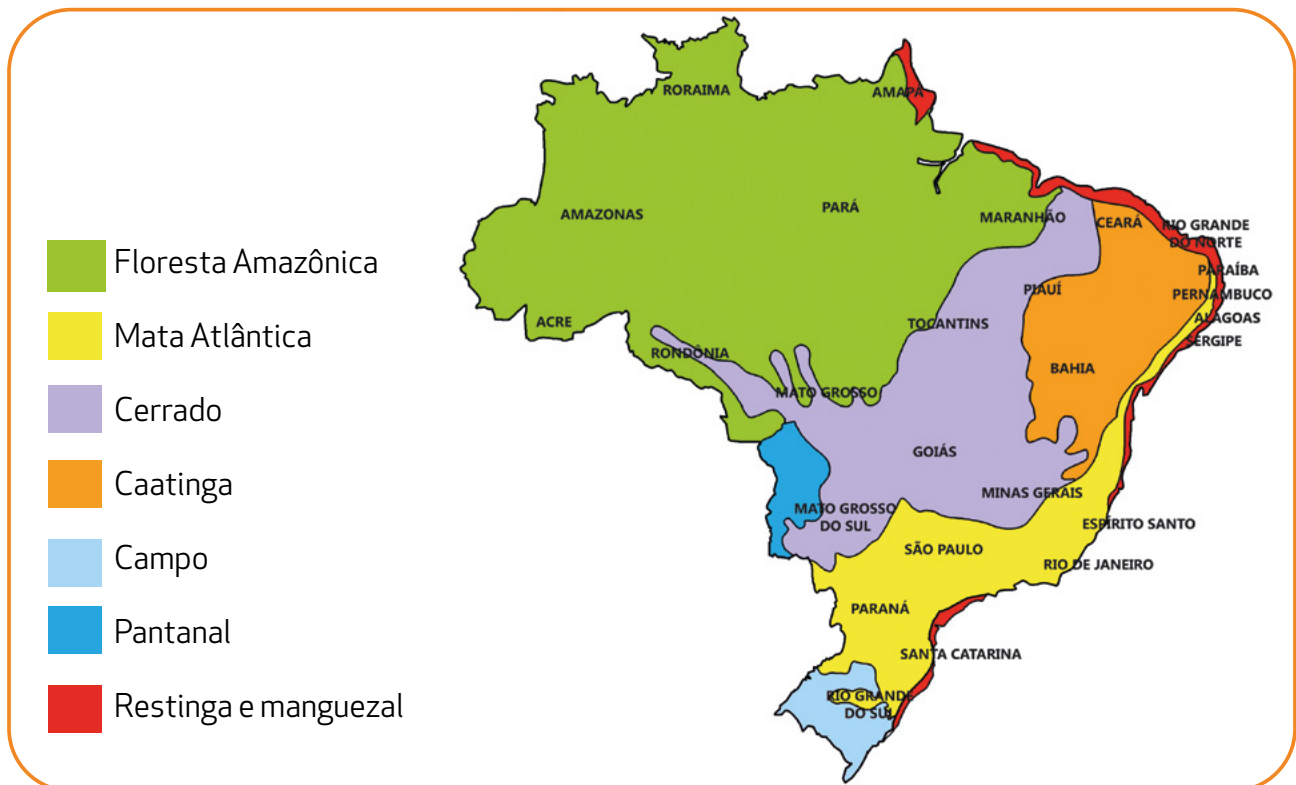 Floresta Amazônica
Mata Atlântica
Cerrado
Caatinga
Campo
Pantanal
Restinga e manguezal
RORAIMA
AMAPÁ
AMAZONAS
PARÁ
MARANHÃO
CEARÁ
RIO GRANDE
DO NORTE
PARAÍBA
PIAUÍ
PERNAMBUCO
ALAGOAS
SERGIPE
ACRE
TOCANTINS
RONDÔNIA
BAHIA
MATO GROSSO
GOIÁS
MINAS GERAIS
MATO GROSSO
DO SUL
ESPÍRITO SANTO
SÃO PAULO
RIO DE JANEIRO
PARANÁ
SANTA CATARINA
RIO GRANDE
DO SUL